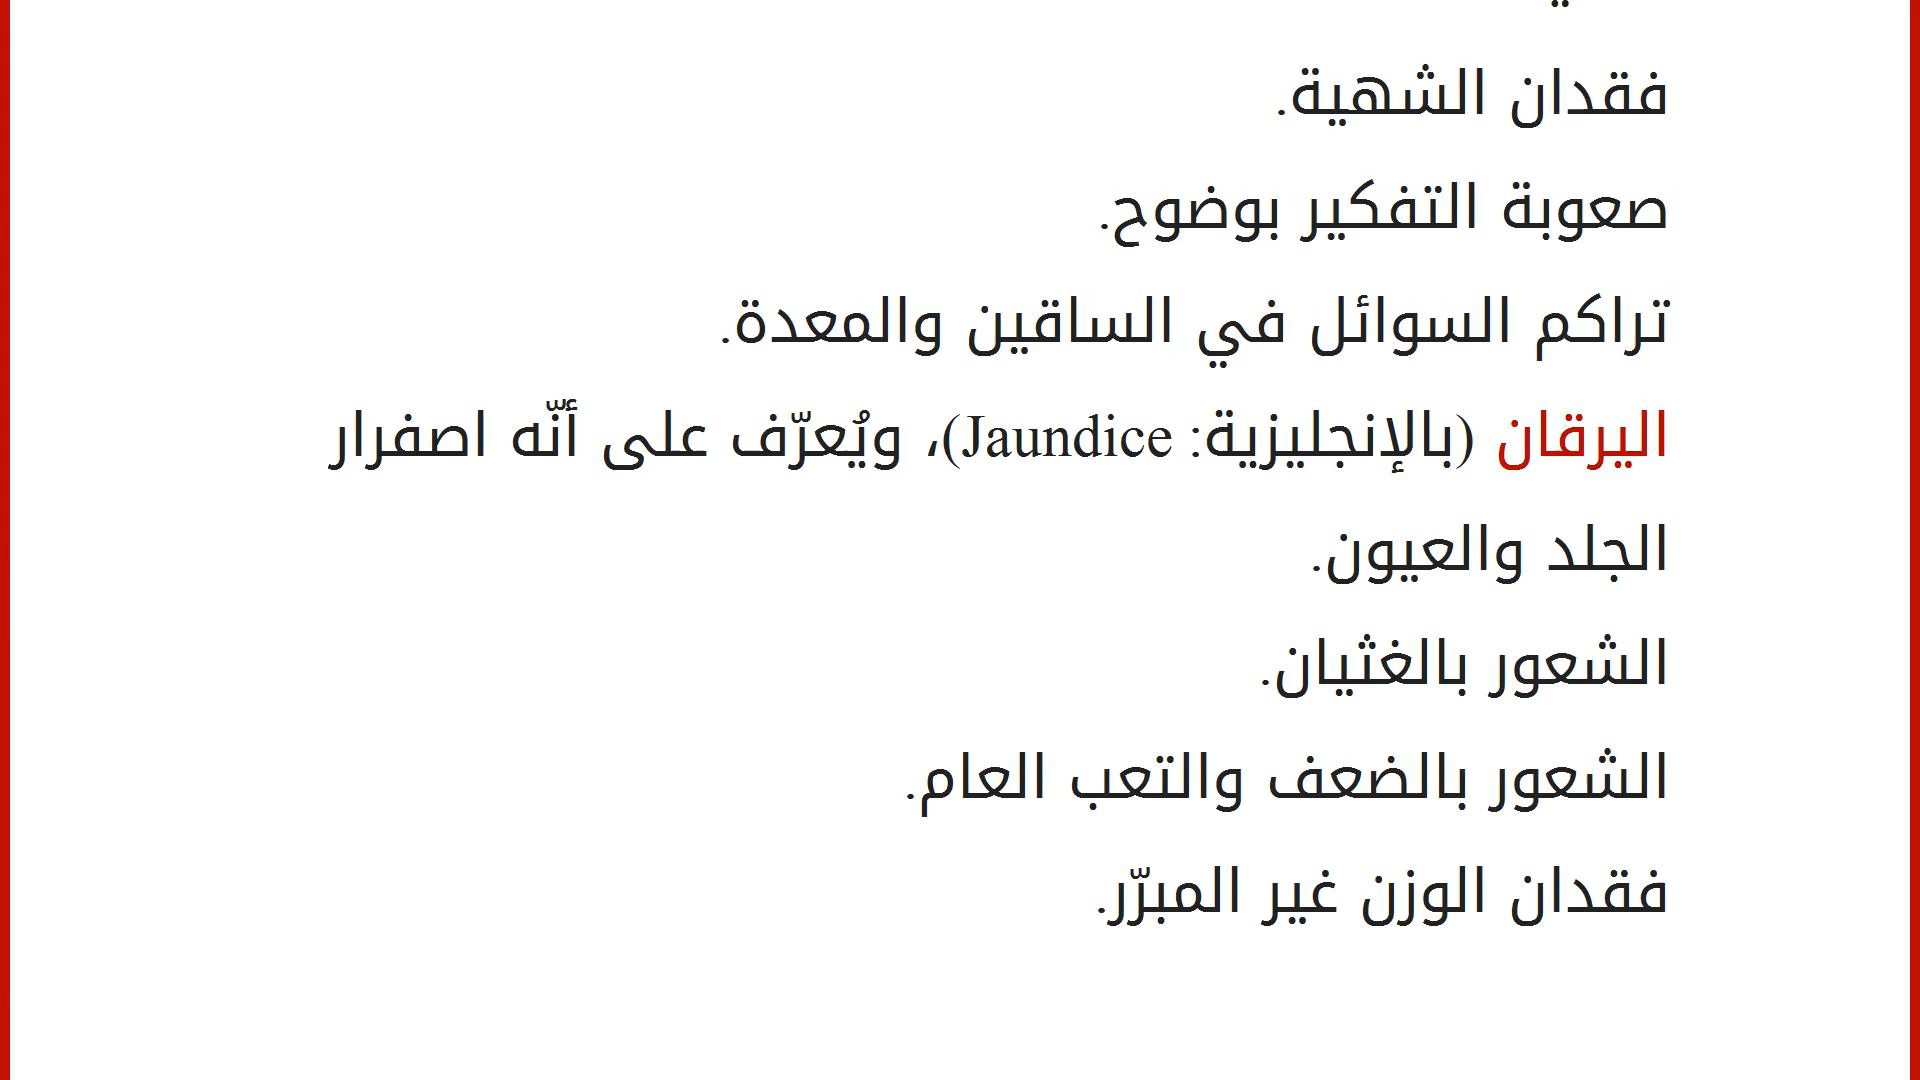 فقدان الشهية.
صعوبة التفكير بوضوح.
تراكم السوائل في الساقين والمعدة.
اليرقان (بالإنجليزية: Jaundice)، ويُعرّف على أنّه اصفرار
الجلد والعيون.
الشعور بالغثيان.
الشعور بالضعف والتعب العام.
فقدان الوزن غير المبرّر.